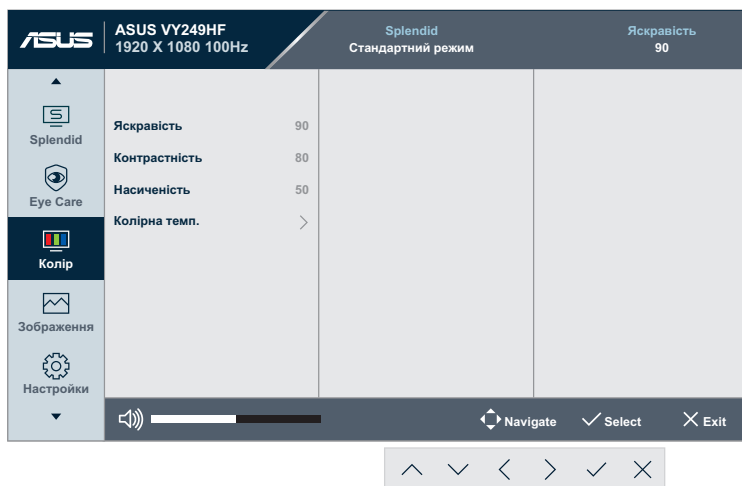 ASUS
ASUS VY249HF
1920 X 1080 100Hz
Splendid
Стандартний режим
Яскравість
90
Splendid
Eye Care
Колір
Зображення
Настройки
Яскравість 90
Контрастність 80
Насиченість 50
Колірна темп.
Navigate Select Exit